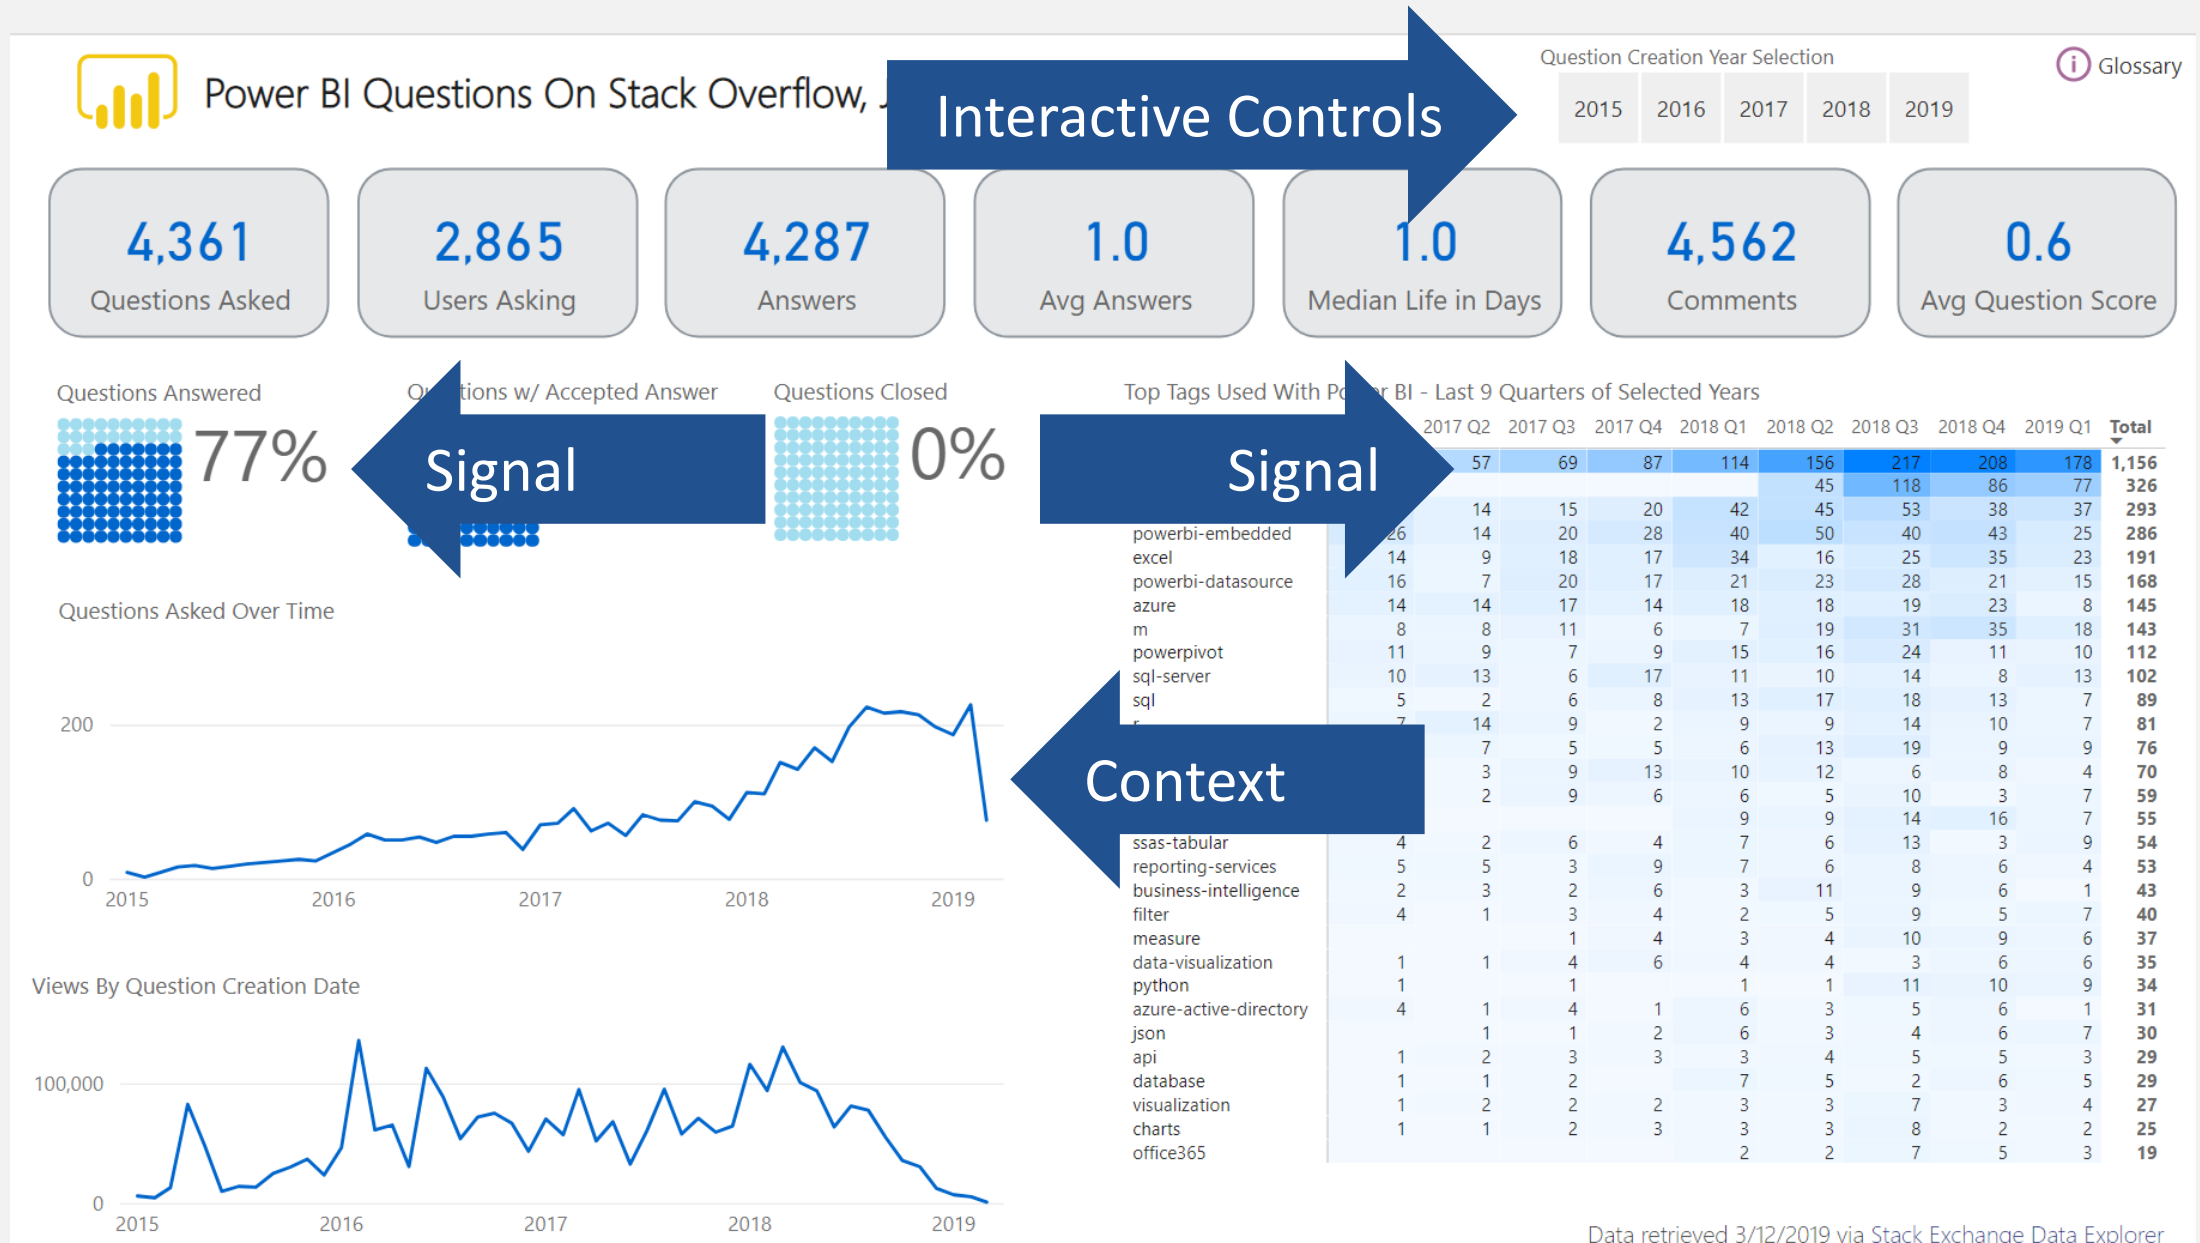 Power BI Questions On Stack Overflow,
Interactive Controls
Question Creation Year Selection
2015 2016 2017 2018 2019
Glossary
4,361
Questions Asked
2,865
Users Asking
4,287
Answers
1.0
Avg Answers
1.0
Median Life in Days
4,562
Comments
0.6
Avg Question Score
Questions Answered
77%
w/ Accepted Answer
Signal
Questions Closed
0%
Signal
Top Tags Used With BI - Last 9 Quarters of Selected Years
2017 Q2 2017 Q3 2017 Q4 2018 Q1 2018 Q2 2018 Q3 2018 Q4 2019 Q1 Total
57 69 87 114 156 217 208 178 1,156
45 118 86 77 326
14 15 20 42 45 53 38 37 293
powerbi-embedded 26 14 20 28 40 50 40 43 25 286
excel 14 9 18 17 34 16 25 35 23 191
powerbi-datasource 16 7 20 17 21 23 28 21 15 168
azure 14 14 17 14 18 18 19 23 8 145
m 8 8 11 6 7 19 31 35 18 143
powerpivot 11 9 7 9 15 16 24 11 10 112
sql-server 10 13 6 17 11 10 14 8 13 102
sql 5 2 6 8 13 17 18 13 7 89
r 7 14 9 2 9 9 14 10 7 81
7 5 5 6 13 19 9 9 76
3 9 13 10 12 6 8 4 70
2 9 6 6 5 10 3 7 59
9 9 14 16 7 55
ssas-tabular 4 2 6 4 7 6 13 3 9 54
reporting-services 5 5 3 9 7 6 8 6 4 53
business-intelligence 2 3 2 6 3 11 9 6 1 43
filter 4 1 3 4 2 5 9 5 7 40
measure 1 4 3 4 10 9 6 37
data-visualization 1 1 4 6 4 4 3 6 6 35
python 1 1 1 1 11 10 9 34
azure-active-directory 4 1 4 1 6 3 5 6 1 31
json 1 1 2 6 3 4 6 7 30
api 1 2 3 3 3 4 5 5 3 29
database 1 1 2 7 5 2 6 5 29
visualization 1 2 2 2 3 3 7 3 4 27
charts 1 1 2 3 3 3 8 2 2 25
office365 2 2 7 5 3 19
Context
Questions Asked Over Time
200
0
2015 2016 2017 2018 2019
Views By Question Creation Date
100,000
0
2015 2016 2017 2018 2019
Data retrieved 3/12/2019 via Stack Exchange Data Explorer